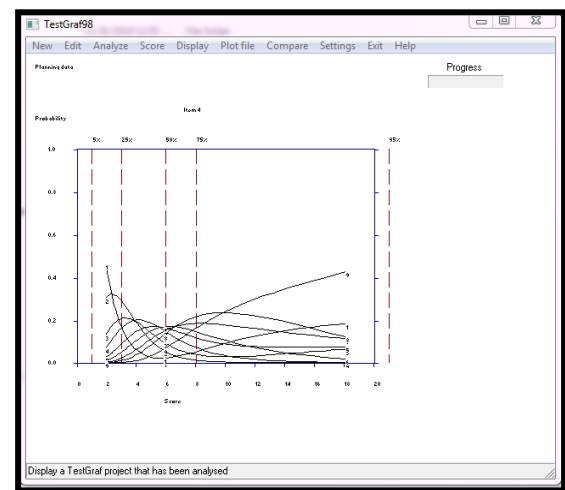 TestGraf98
New Edit Analyze Score Display Plot file Compare Settings Exit Help
Planning data
Progress
Item 4
Probability
5% 25% 50% 75% 95%
1.0
0.8
0.6
0.4
0.2
0.0
0 2 4 6 8 10 12 14 16 18 20
Score
Display a TestGraf project that has been analysed